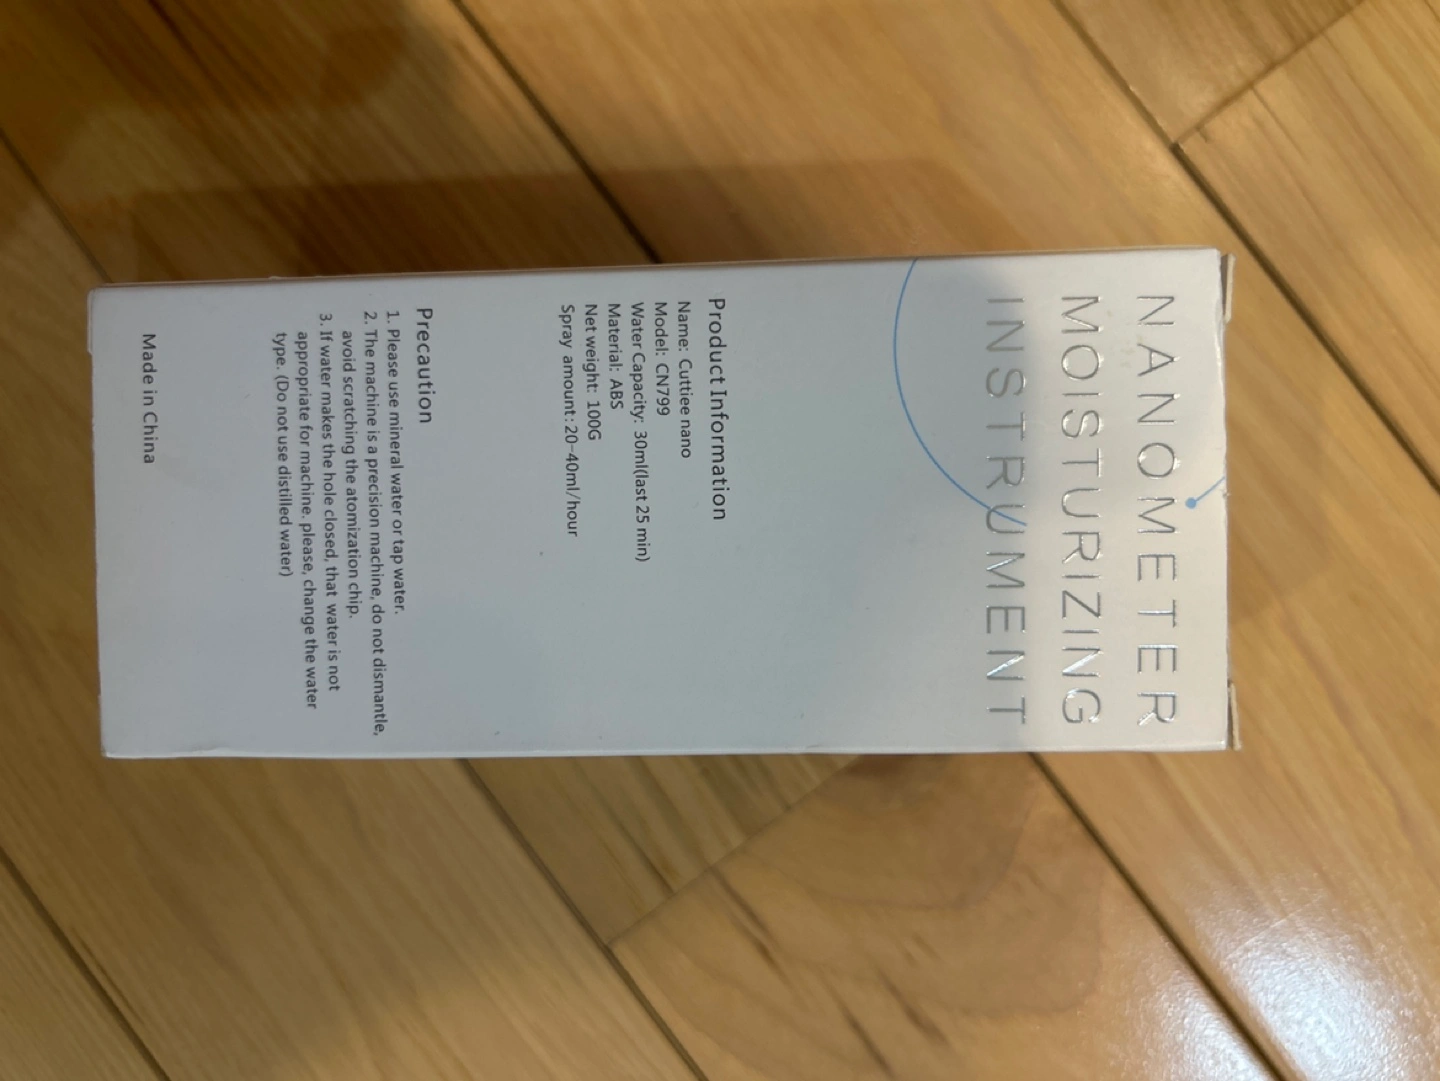 NANOMETER
MOISTURIZING
INSTRUMENT
Product Information
Name: Cuttiee nano
Model: CN799
Water Capacity: 30ml(last 25 min)
Material: ABS
Net weight: 100G
Spray amount: 20-40ml/hour
Precaution
1. Please use mineral water or tap water.
2. The machine is a precision machine, do not dismantle,
avoid scratching the atomization chip.
3. If water makes the hole closed, that water is not
appropriate for machine. please, change the water
type. (Do not use distilled water)
Made in China